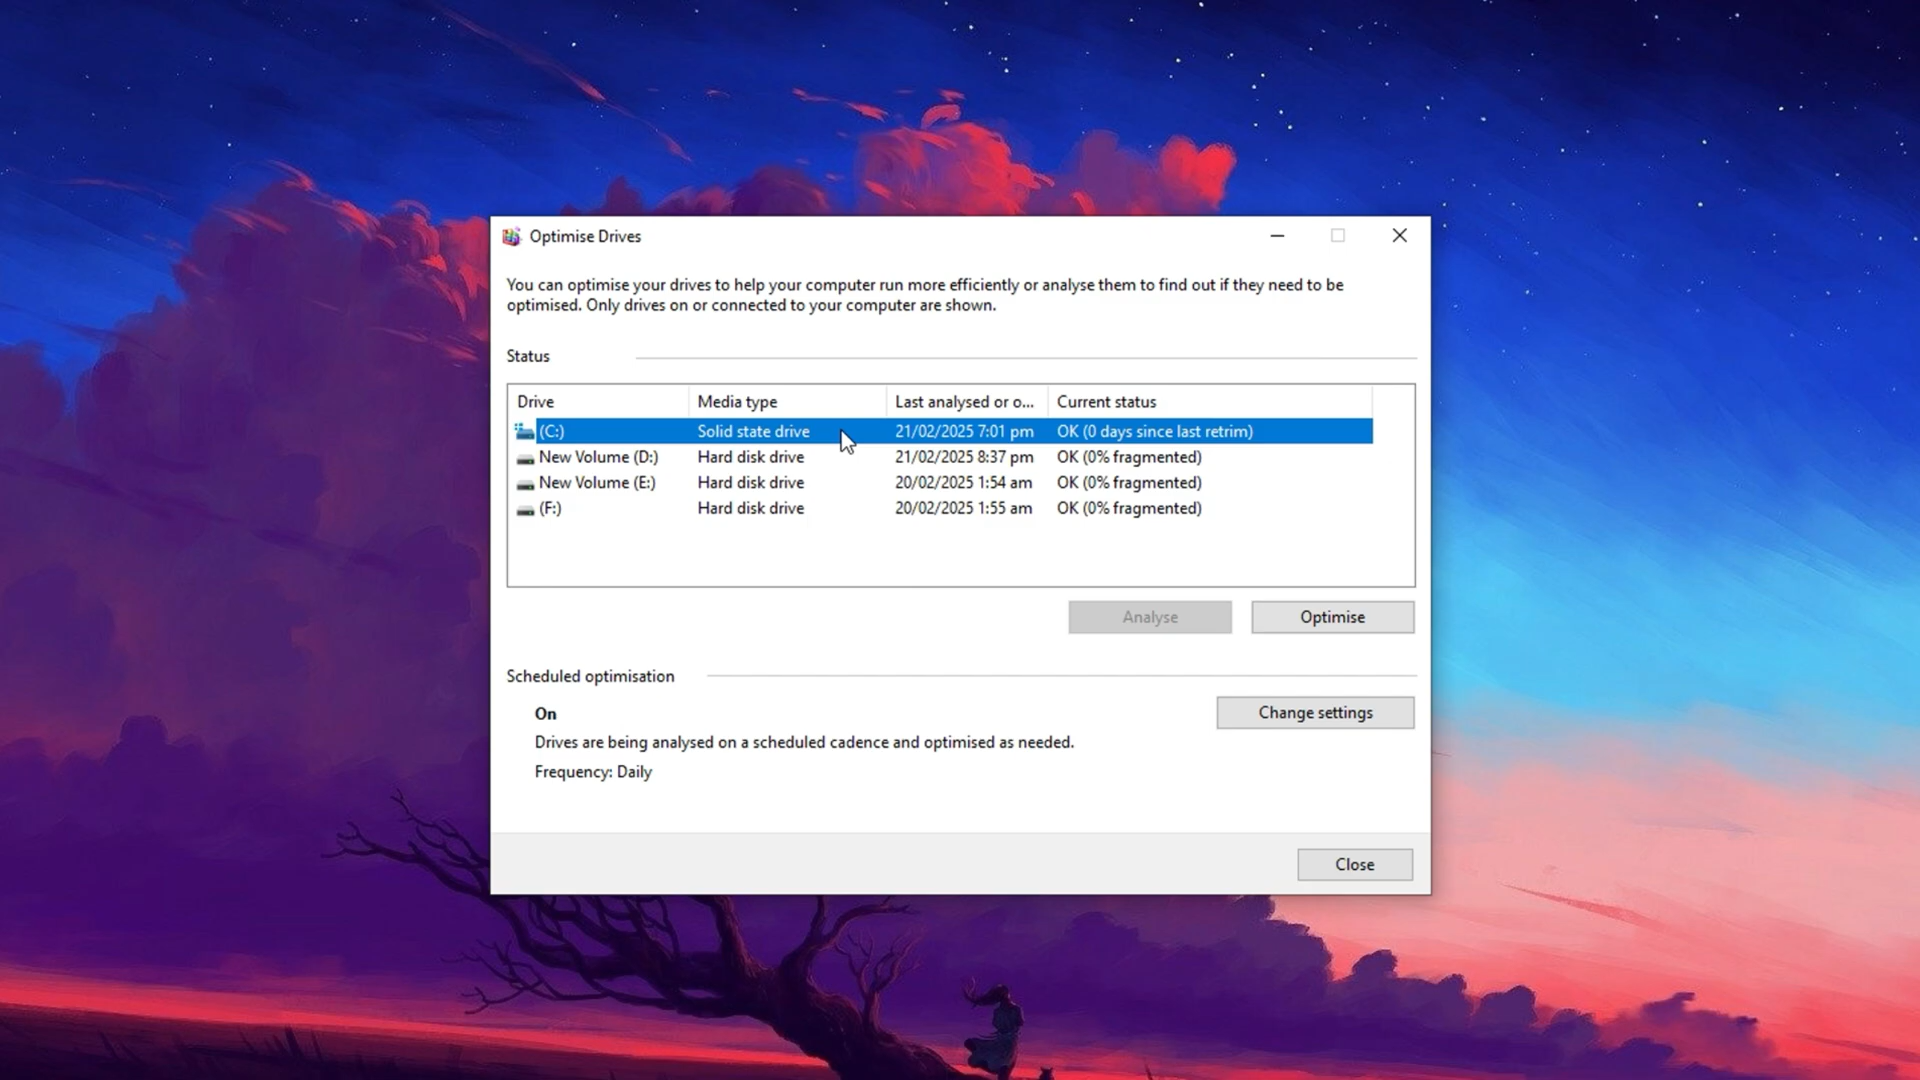 Optimise Drives
You can optimise your drives to help your computer run more efficiently or analyse them to find out if they need to be
optimised. Only drives on or connected to your computer are shown.
Status
Drive Media type Last analysed or o... Current status
(C:) Solid state drive 21/02/2025 7:01 pm OK (0 days since last retrim)
New Volume (D:) Hard disk drive 21/02/2025 8:37 pm OK (0% fragmented)
New Volume (E:) Hard disk drive 20/02/2025 1:54 am OK (0% fragmented)
(F:) Hard disk drive 20/02/2025 1:55 am OK (0% fragmented)
Analyse Optimise
Scheduled optimisation
On Change settings
Drives are being analysed on a scheduled cadence and optimised as needed.
Frequency: Daily
Close